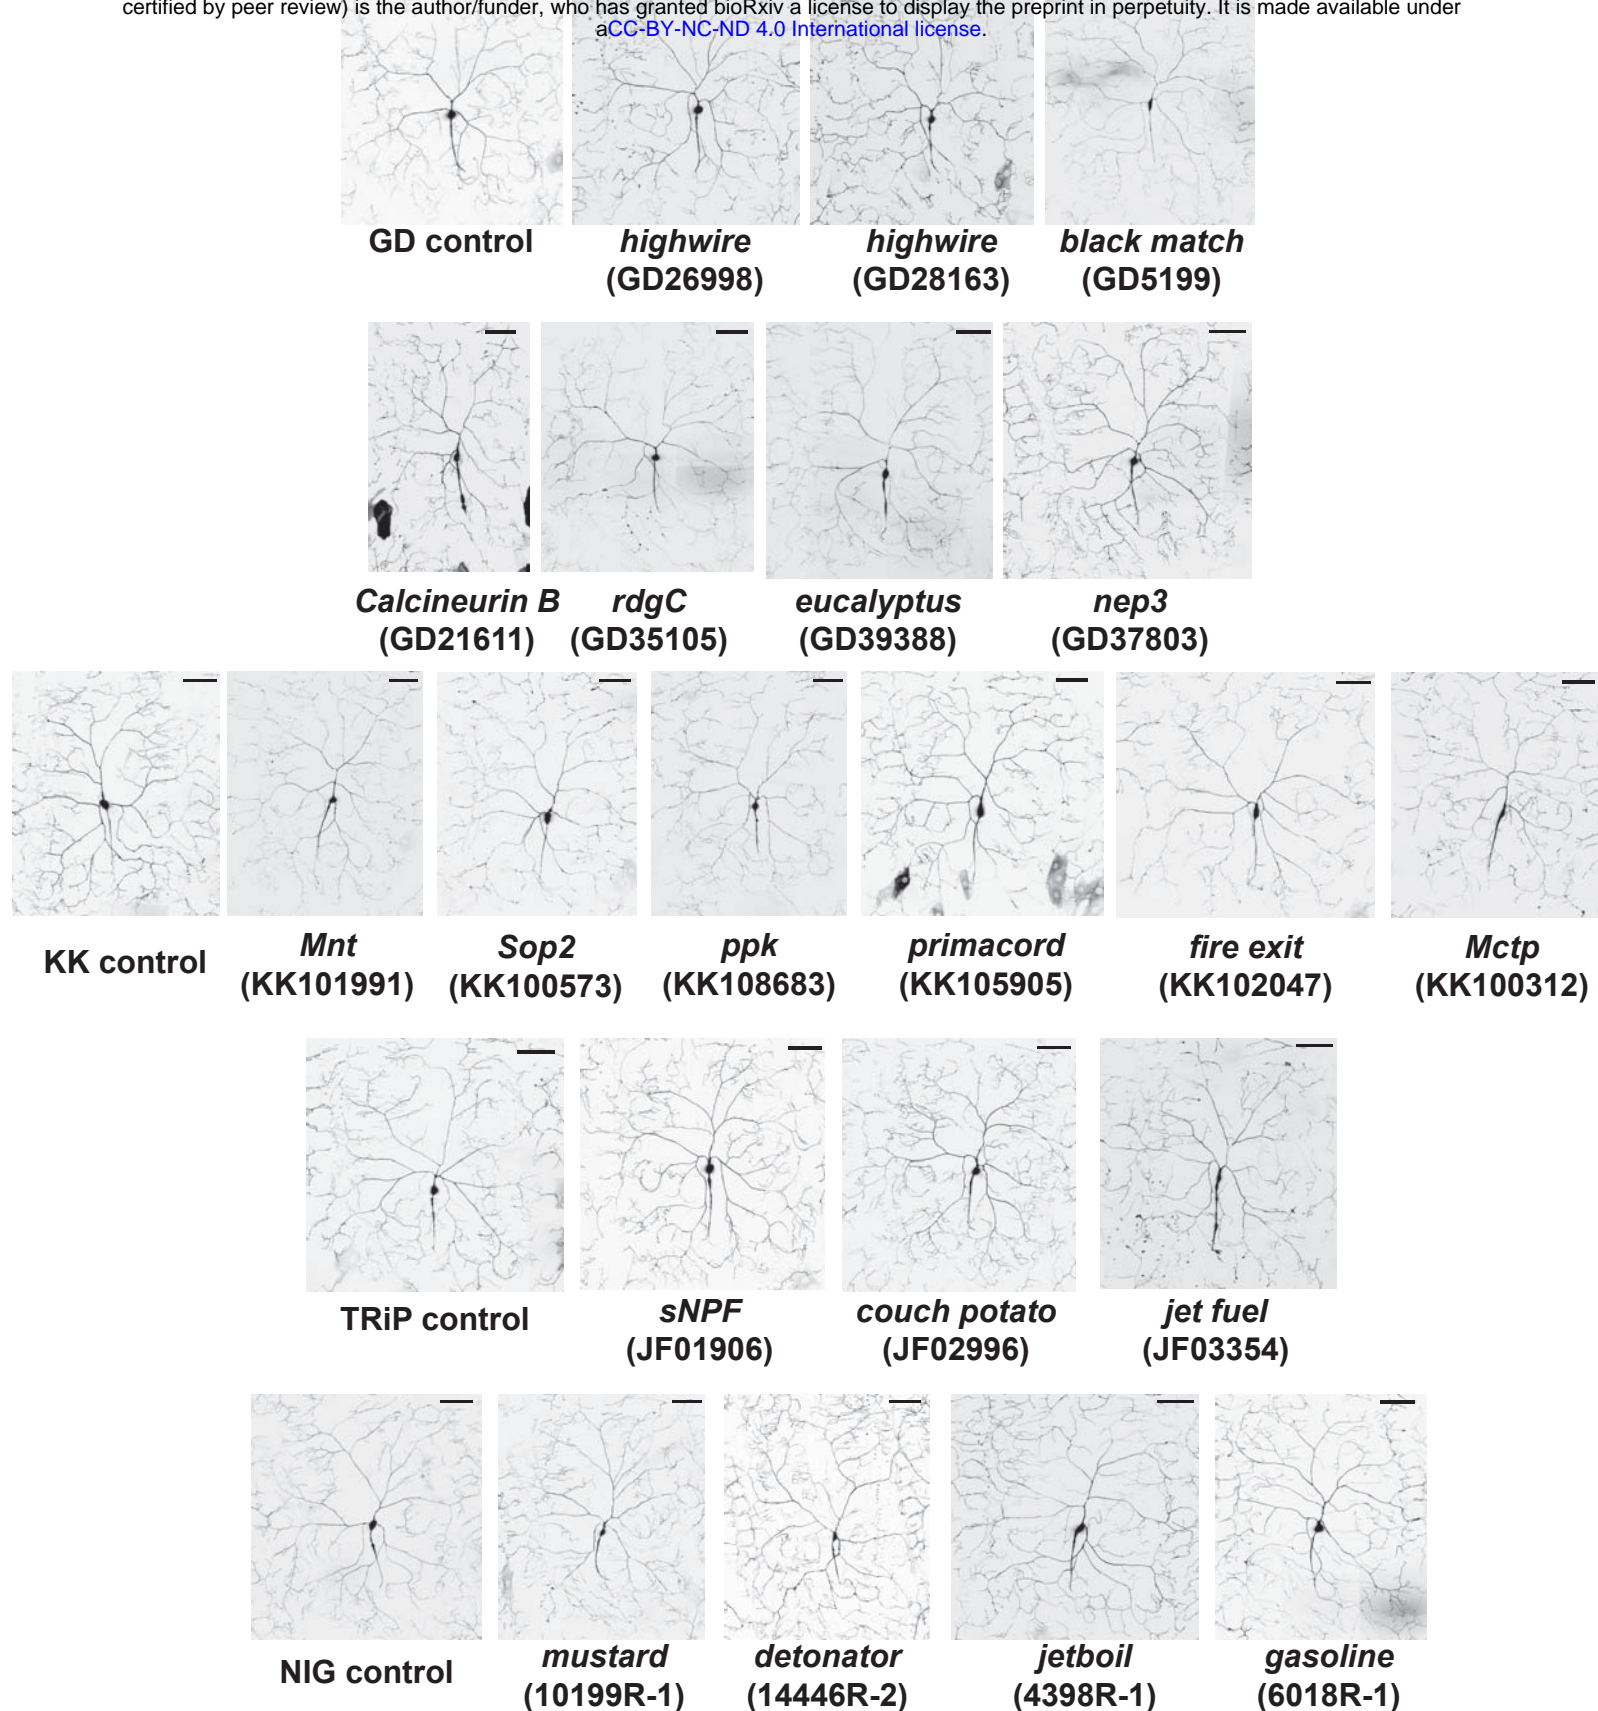 certified by peer review) is the author/funder, who has granted bioRxiv a license to display the preprint in perpetuity. It is made available under
aCC-BY-NC-ND 4.0 International license.
GD control
highwire
(GD26998)
highwire
(GD28163)
black match
(GD5199)
Calcineurin B
(GD21611)
rdgC
(GD35105)
eucalyptus
(GD39388)
nep3
(GD37803)
KK control
Mnt
(KK101991)
Sop2
(KK100573)
ppk
(KK108683)
primacord
(KK105905)
fire exit
(KK102047)
Mctp
(KK100312)
TRiP control
sNPF
(JF01906)
couch potato
(JF02996)
jet fuel
(JF03354)
NIG control
mustard
(10199R-1)
detonator
(14446R-2)
jetboil
(4398R-1)
gasoline
(6018R-1)